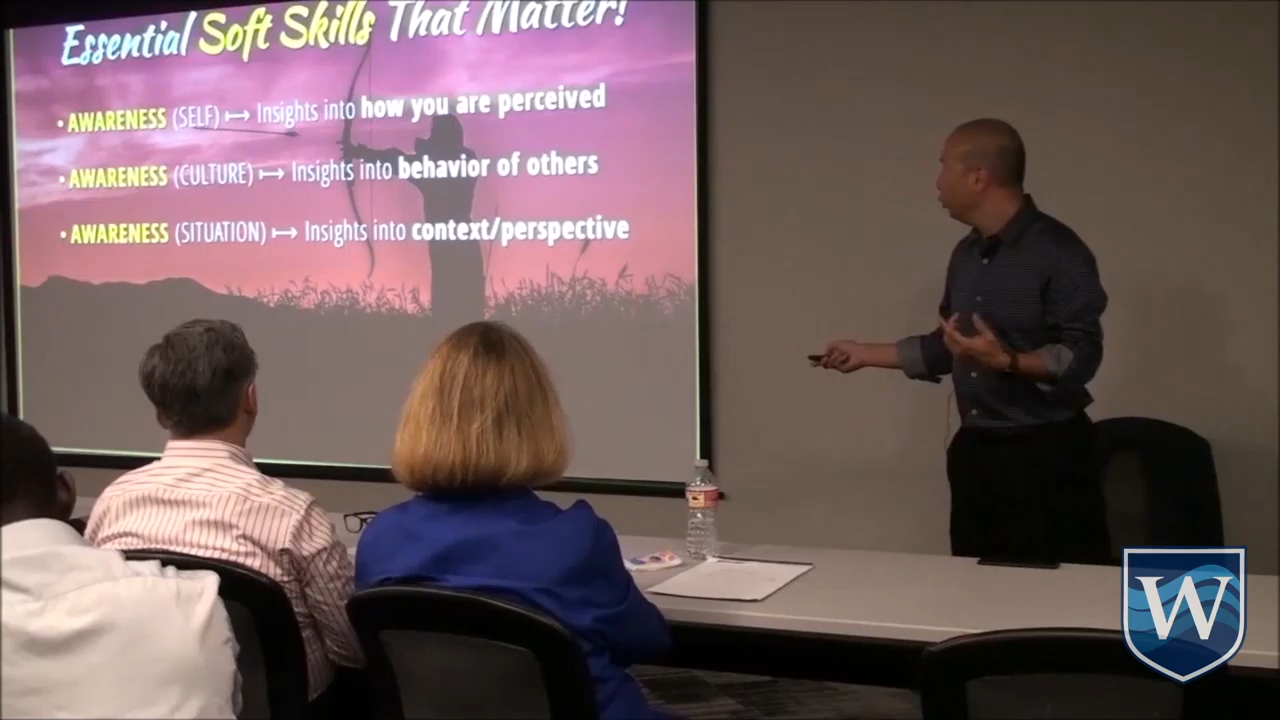 Essential Soft Skills That Matter!
• AWARENESS (SELF) ↦ Insights into how you are perceived
• AWARENESS (CULTURE) ↦ Insights into behavior of others
• AWARENESS (SITUATION) ↦ Insights into context/perspective
W